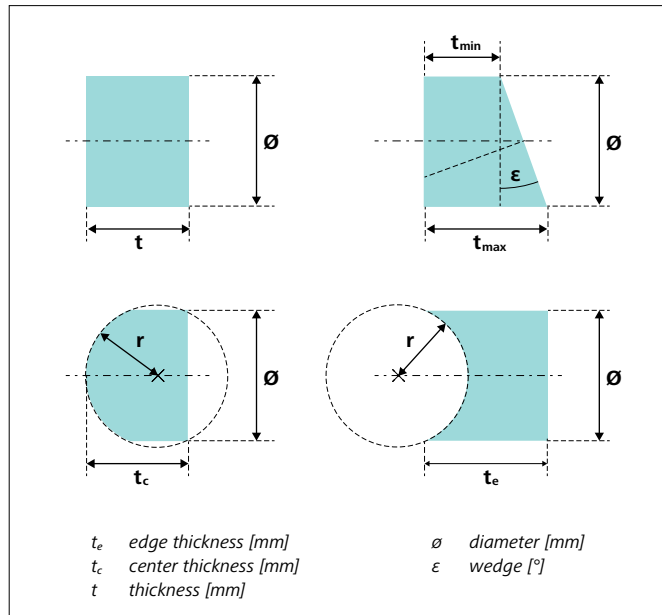 tmin
ø
ε
ø
t
tmax
r
ø
r
ø
tc
te
te edge thickness [mm]
tc center thickness [mm]
t thickness [mm]
ø diameter [mm]
ε wedge [°]